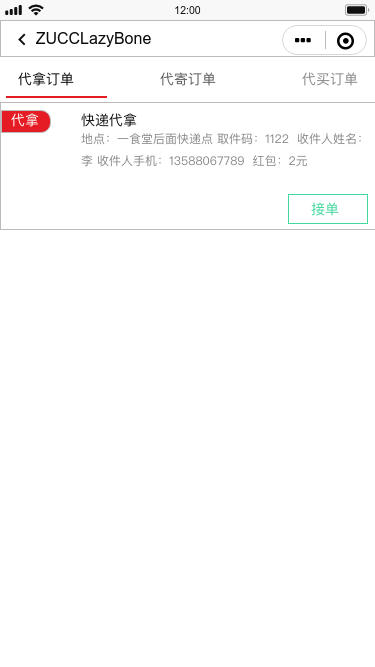 12:00
ZUCCLazyBone
代拿订单 代寄订单 代买订单
代拿 快递代拿
地点：一食堂后面快递点 取件码：1122 收件人姓名：
李 收件人手机：13588067789 红包：2元
接单